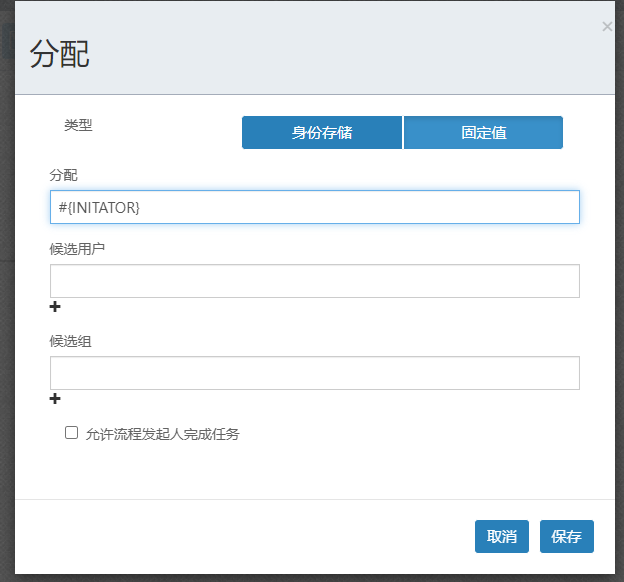 ×
分配
类型
身份存储 固定值
分配
#{INITATOR}
候选用户
候选组
允许流程发起人完成任务
取消 保存